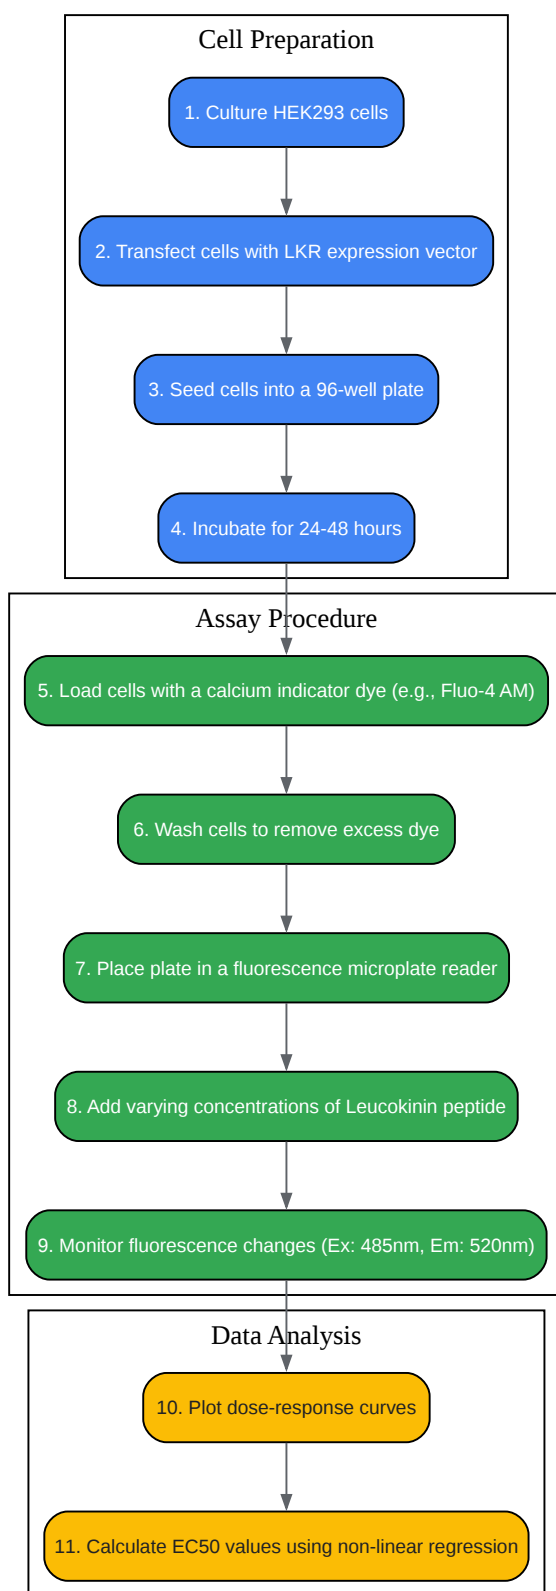 Cell Preparation
1. Culture HEK293 cells
2. Transfect cells with LKR expression vector
3. Seed cells into a 96-well plate
4. Incubate for 24-48 hours
Assay Procedure
5. Load cells with a calcium indicator dye (e.g., Fluo-4 AM)
6. Wash cells to remove excess dye
7. Place plate in a fluorescence microplate reader
8. Add varying concentrations of Leucokinin peptide
9. Monitor fluorescence changes (Ex: 485nm, Em: 520nm)
Data Analysis
10. Plot dose-response curves
11. Calculate EC50 values using non-linear regression